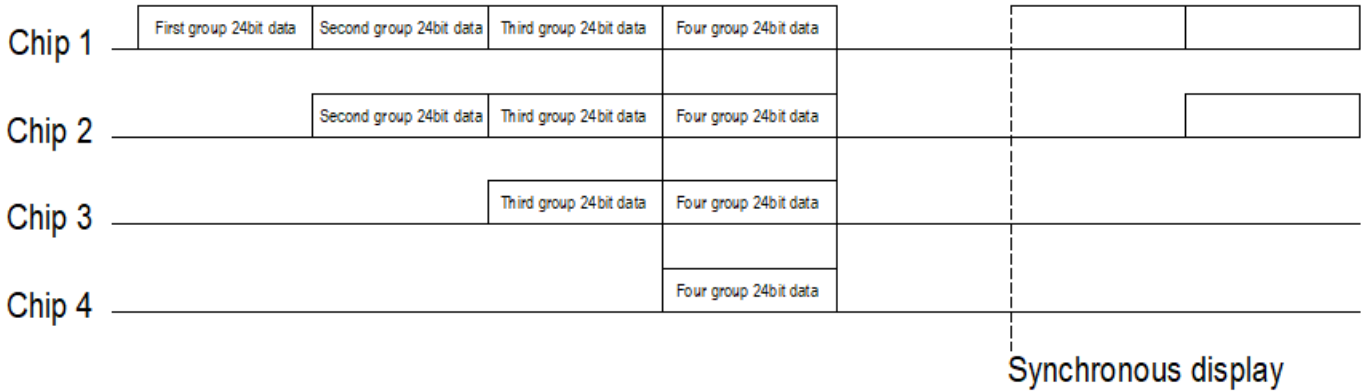 Chip 1 First group 24bit data Second group 24bit data Third group 24bit data Four group 24bit data
Chip 2 Second group 24bit data Third group 24bit data Four group 24bit data
Chip 3 Third group 24bit data Four group 24bit data
Chip 4 Four group 24bit data
Synchronous display